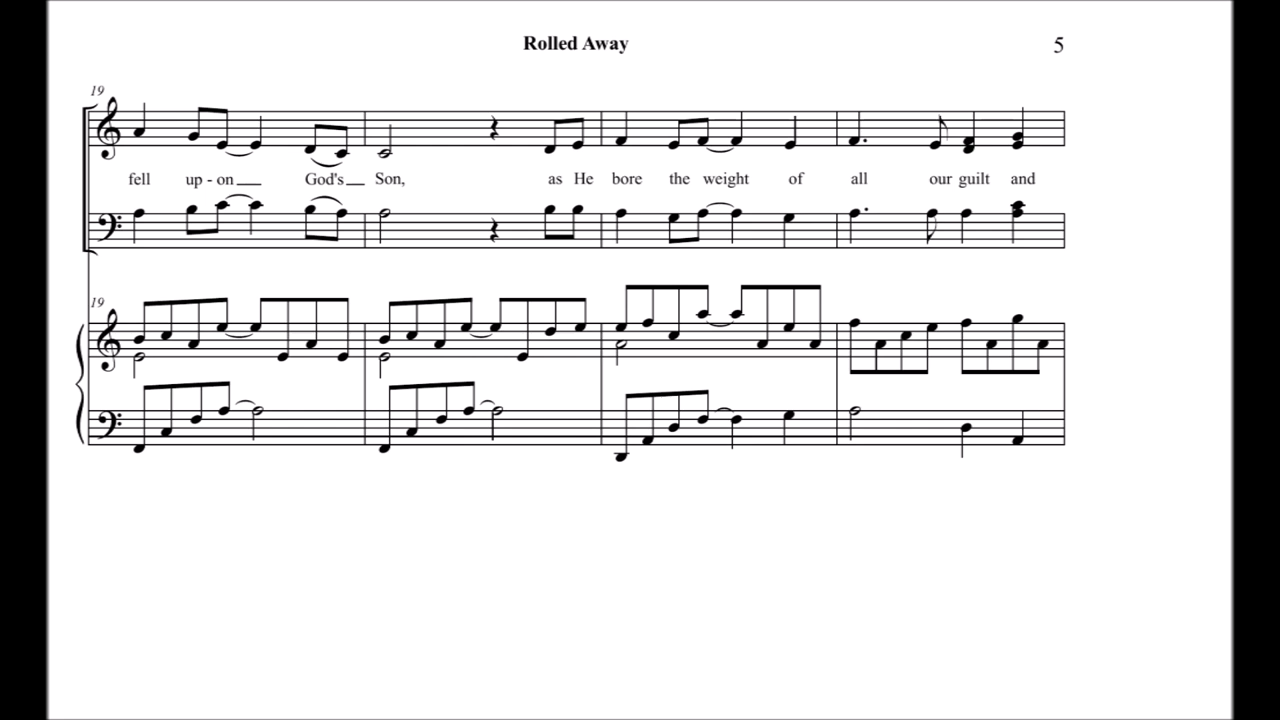 Rolled Away
5
19
fell up - on God's Son, as He bore the weight of all our guilt and
19